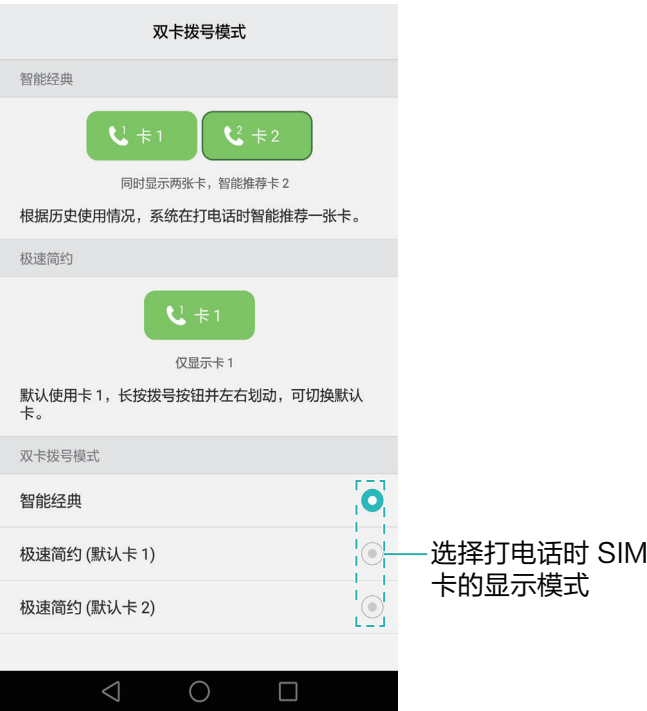 双卡拨号模式
智能经典
1 卡 1
2 卡 2
同时显示两张卡，智能推荐卡 2
根据历史使用情况，系统在打电话时智能推荐一张卡。
极速简约
1 卡 1
仅显示卡 1
默认使用卡 1，长按拨号按钮并左右划动，可切换默认
卡。
双卡拨号模式
智能经典
极速简约 (默认卡 1)
极速简约 (默认卡 2)
选择打电话时 SIM
卡的显示模式